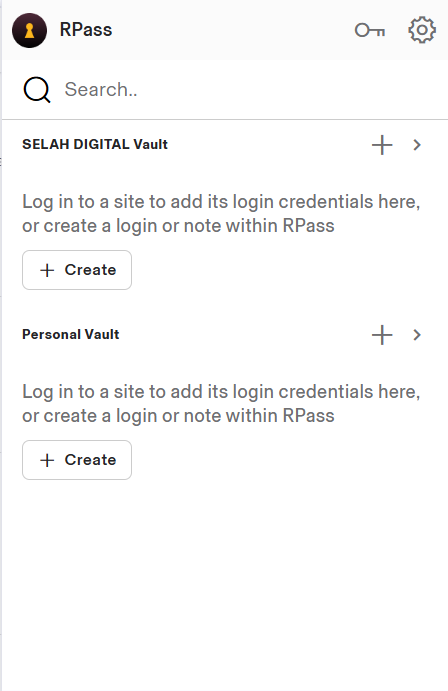 RPass
Search..
SELAH DIGITAL Vault
Log in to a site to add its login credentials here,
or create a login or note within RPass
Create
Personal Vault
Log in to a site to add its login credentials here,
or create a login or note within RPass
Create